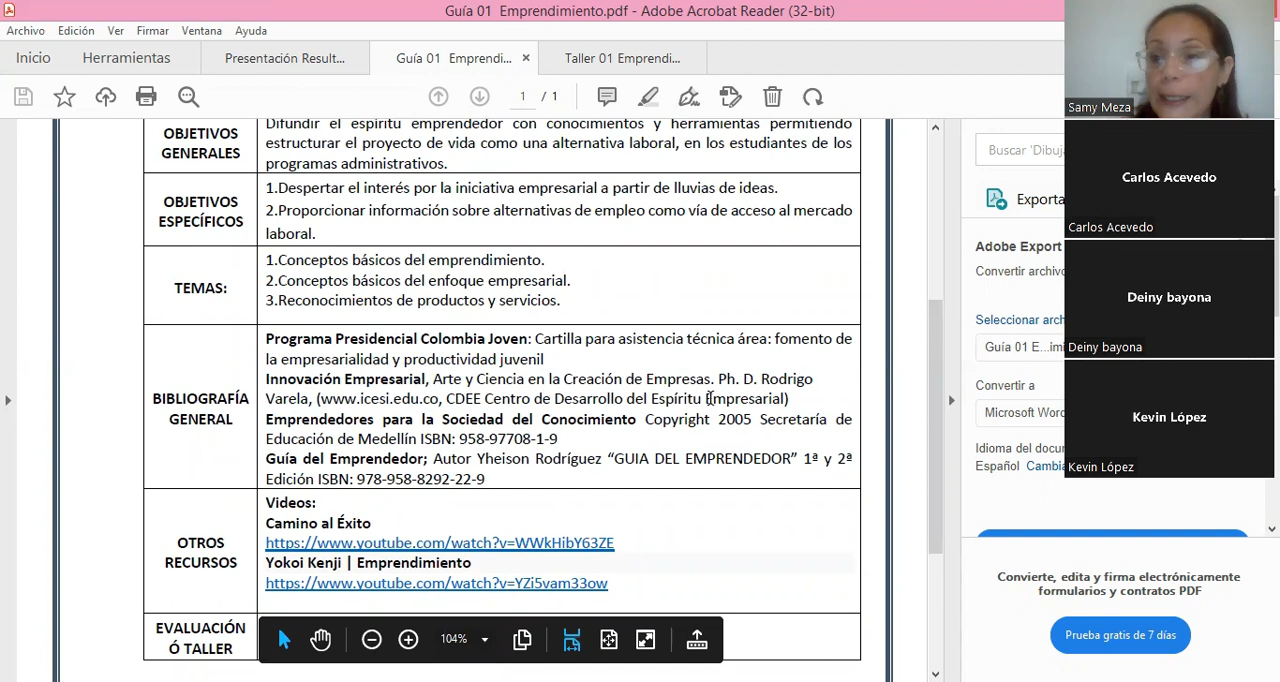 Guía 01 Emprendimiento.pdf - Adobe Acrobat Reader (32-bit)
Archivo Edición Ver Firmar Ventana Ayuda
Inicio Herramientas Presentación Result... Guía 01 Emprendi... × Taller 01 Emprendi...
1 / 1
OBJETIVOS GENERALES
Difundir el espíritu emprendedor con conocimientos y herramientas permitiendo
estructurar el proyecto de vida como una alternativa laboral, en los estudiantes de los
programas administrativos.
OBJETIVOS
ESPECÍFICOS
1.Despertar el interés por la iniciativa empresarial a partir de lluvias de ideas.
2.Proporcionar información sobre alternativas de empleo como vía de acceso al mercado
laboral.
TEMAS:
1.Conceptos básicos del emprendimiento.
2.Conceptos básicos del enfoque empresarial.
3.Reconocimientos de productos y servicios.
BIBLIOGRAFÍA
GENERAL
Programa Presidencial Colombia Joven: Cartilla para asistencia técnica área: fomento de
la empresarialidad y productividad juvenil
Innovación Empresarial, Arte y Ciencia en la Creación de Empresas. Ph. D. Rodrigo
Varela, (www.icesi.edu.co, CDEE Centro de Desarrollo del Espíritu Empresarial)
Emprendedores para la Sociedad del Conocimiento Copyright 2005 Secretaría de
Educación de Medellín ISBN: 958-97708-1-9
Guía del Emprendedor; Autor Yheison Rodríguez “GUIA DEL EMPRENDEDOR” 1ª y 2ª
Edición ISBN: 978-958-8292-22-9
OTROS
RECURSOS
Videos:
Camino al Éxito
https://www.youtube.com/watch?v=WWkHibY63ZE
Yokoi Kenji | Emprendimiento
https://www.youtube.com/watch?v=YZi5vam33ow
EVALUACIÓN
Ó TALLER
104%
Buscar 'Dibuj
Exporta
Adobe Export
Convertir archiv
Seleccionar arch
Guía 01 E...imi
Convertir a
Microsoft Word
Idioma del docum
Español Cambia
Convierte, edita y firma electrónicamente
formularios y contratos PDF
Prueba gratis de 7 días
Samy Meza
Carlos Acevedo
Carlos Acevedo
Deiny bayona
Deiny bayona
Kevin López
Kevin López